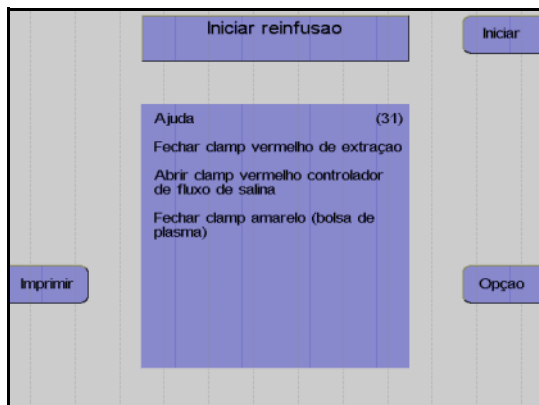 Iniciar reinfusao
Iniciar
Ajuda (31)
Fechar clamp vermelho de extraçao
Abrir clamp vermelho controlador
de fluxo de salina
Fechar clamp amarelo (bolsa de
plasma)
Imprimir
Opçao